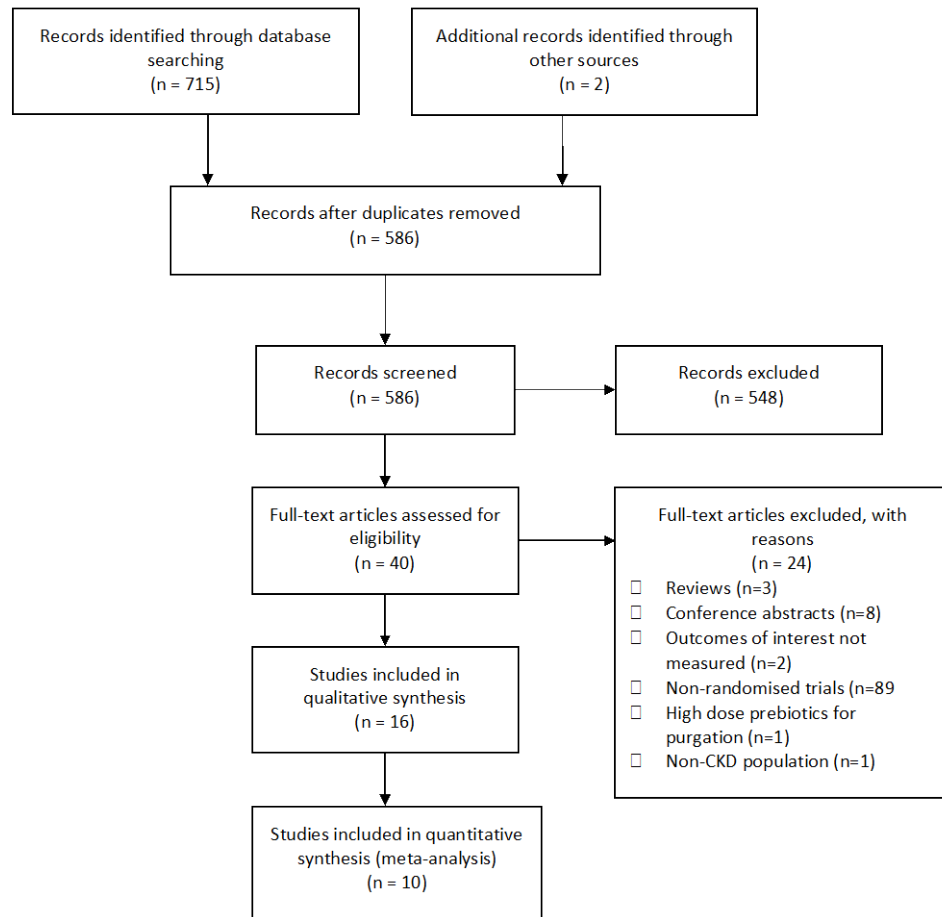 Records identified through database
searching
(n = 715)
Additional records identified through
other sources
(n = 2)
Records after duplicates removed
(n = 586)
Records screened
(n = 586)
Records excluded
(n = 548)
Full-text articles assessed for
eligibility
(n = 40)
Full-text articles excluded, with
reasons
(n = 24)
Reviews (n=3)
Conference abstracts (n=8)
Outcomes of interest not
measured (n=2)
Non-randomised trials (n=89
High dose prebiotics for
purgation (n=1)
Non-CKD population (n=1)
Studies included in
qualitative synthesis
(n = 16)
Studies included in quantitative
synthesis (meta-analysis)
(n = 10)